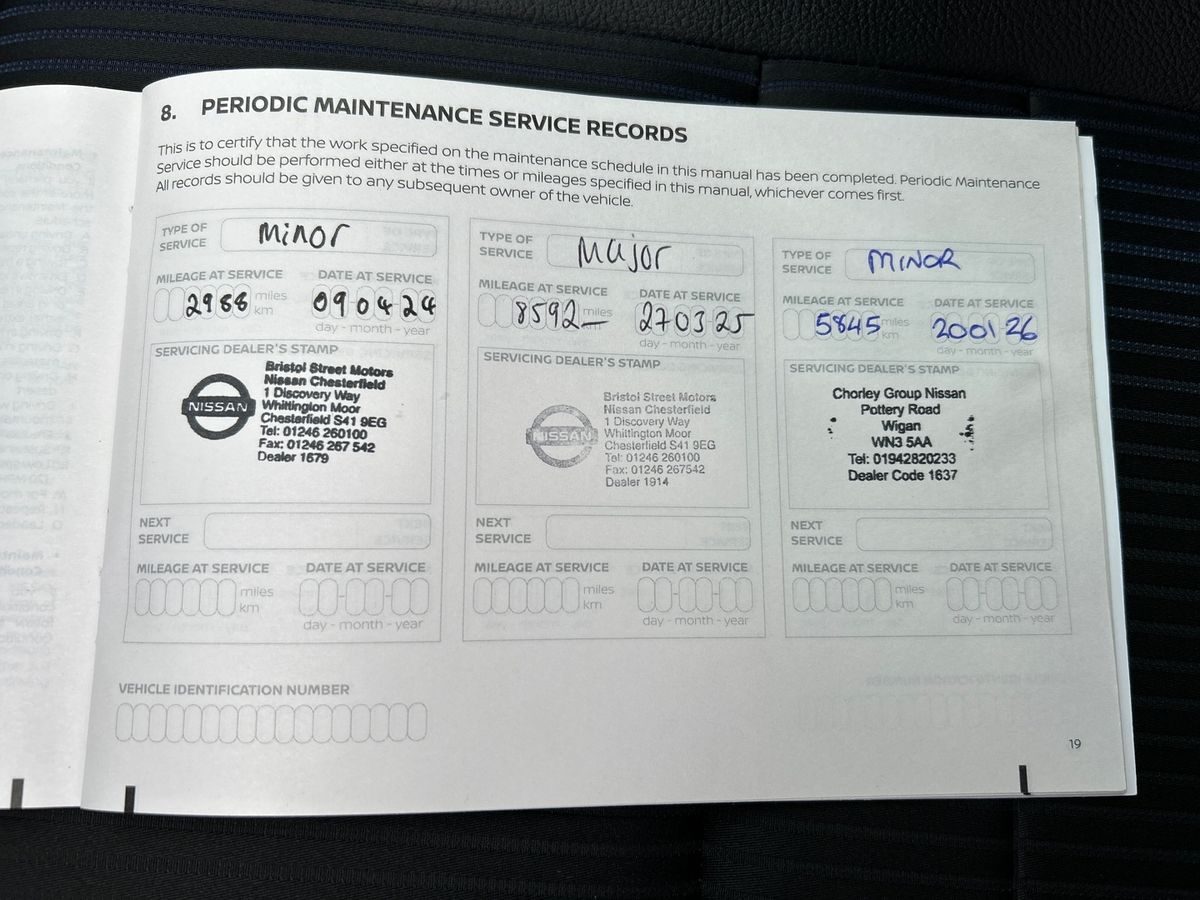 8. PERIODIC MAINTENANCE SERVICE RECORDS
This is to certify that the work specified on the maintenance schedule in this manual has been completed. Periodic Maintenance
Service should be performed either at the times or mileages specified in this manual, whichever comes first.
All records should be given to any subsequent owner of the vehicle.
TYPE OF SERVICE Minor
MILEAGE AT SERVICE DATE AT SERVICE
2988 miles km 09-04-24
day - month - year
SERVICING DEALER'S STAMP
NISSAN
Bristol Street Motors
Nissan Chesterfield
1 Discovery Way
Whittington Moor
Chesterfield S41 9EG
Tel: 01246 260100
Fax: 01246 267 542
Dealer 1679
NEXT SERVICE
MILEAGE AT SERVICE DATE AT SERVICE
miles km
day - month - year
TYPE OF SERVICE Major
MILEAGE AT SERVICE DATE AT SERVICE
8592 miles 27 03 25
day - month - year
SERVICING DEALER'S STAMP
NISSAN
Bristol Street Motors
Nissan Chesterfield
1 Discovery Way
Whittington Moor
Chesterfield S41 9EG
Tel: 01246 260100
Fax: 01246 267542
Dealer 1914
NEXT SERVICE
MILEAGE AT SERVICE DATE AT SERVICE
miles km
day - month - year
TYPE OF SERVICE MINOR
MILEAGE AT SERVICE DATE AT SERVICE
5845 miles km 20 01 26
day - month - year
SERVICING DEALER'S STAMP
Chorley Group Nissan
Pottery Road
Wigan
WN3 5AA
Tel: 01942820233
Dealer Code 1637
NEXT SERVICE
MILEAGE AT SERVICE DATE AT SERVICE
miles km
day - month - year
VEHICLE IDENTIFICATION NUMBER
19